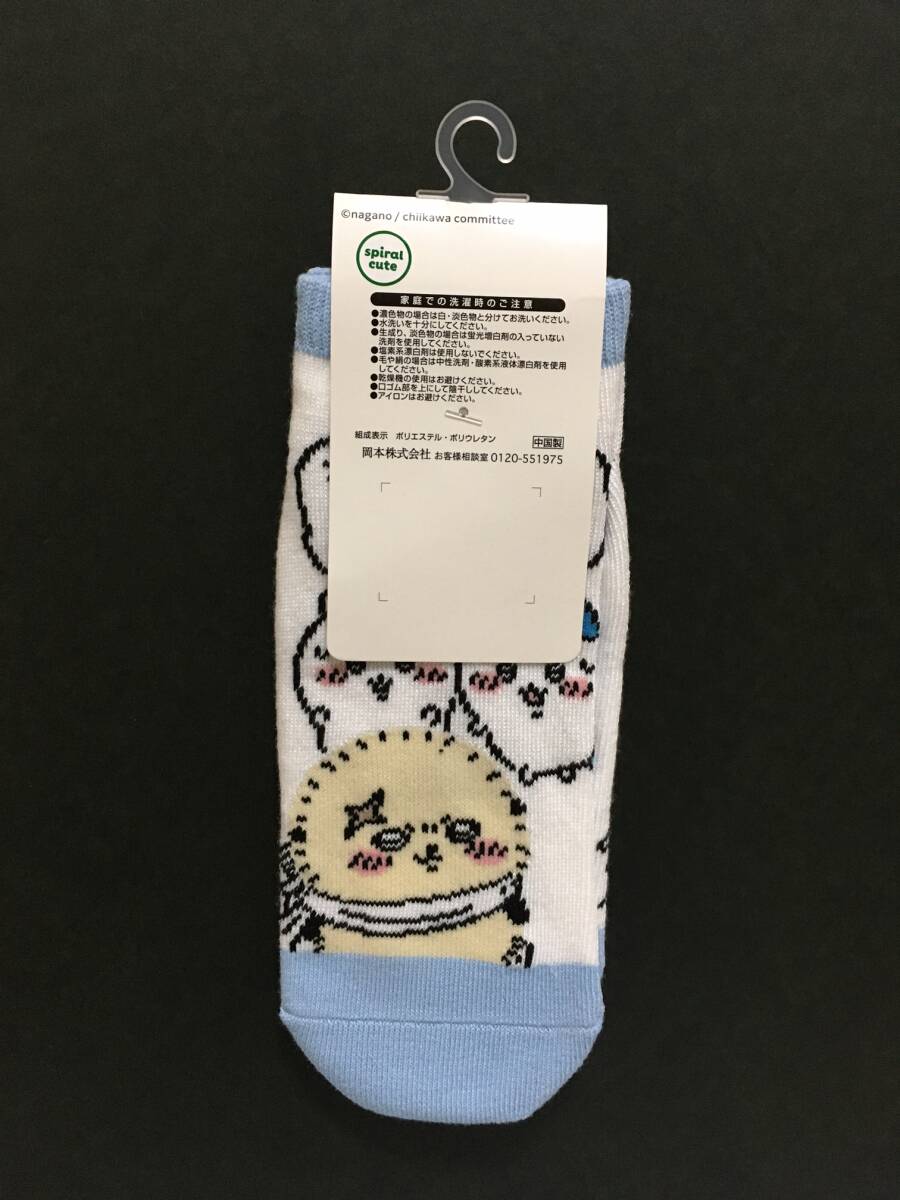 ©nagano / chiikawa committee
spiral
cute
家庭での洗濯時のご注意
●濃色物の場合は白・淡色物と分けてお洗いください。
●水洗いを十分にしてください。
●生成り、淡色物の場合は蛍光増白剤の入っていない
洗剤を使用してください。
●塩素系漂白剤は使用しないでください。
●毛や絹の場合は中性洗剤・酸素系液体漂白剤を使用
してください。
●乾燥機の使用はお避けください。
●口ゴム部を上にして陰干ししてください。
●アイロンはお避けください。
組成表示 ポリエステル・ポリウレタン 中国製
岡本株式会社 お客様相談室 0120-551975